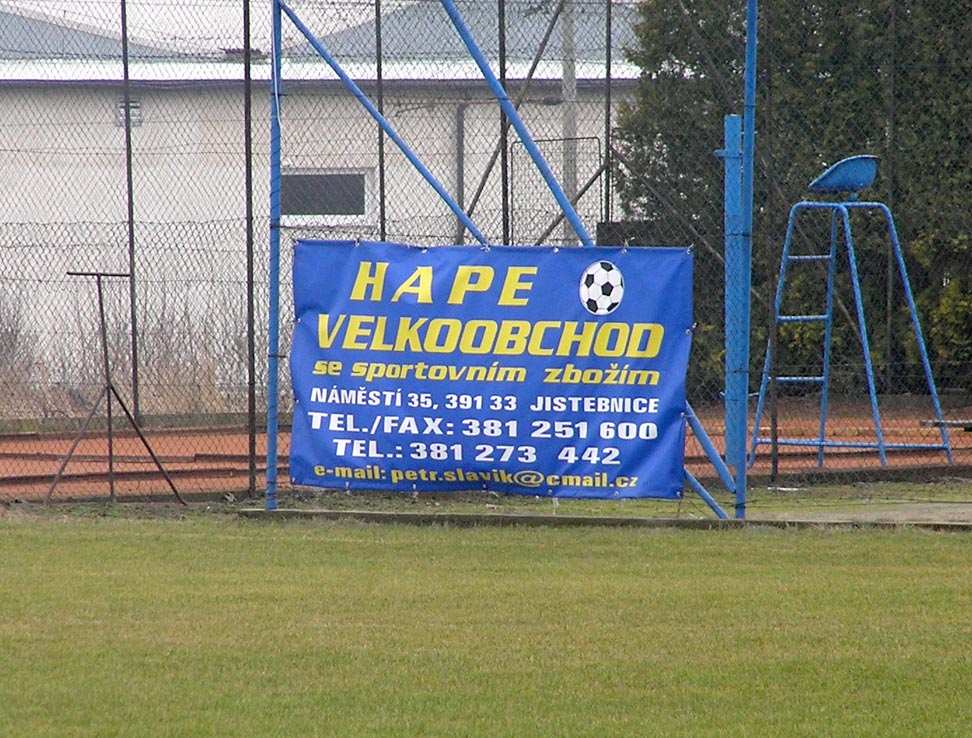 HAPE
VELKOOBCHOD
se sportovním zbožím
NÁMĚSTÍ 35, 391 33 JISTEBNICE
TEL./FAX: 381 251 600
TEL.: 381 273 442
e-mail: petr.slavik@cmail.cz